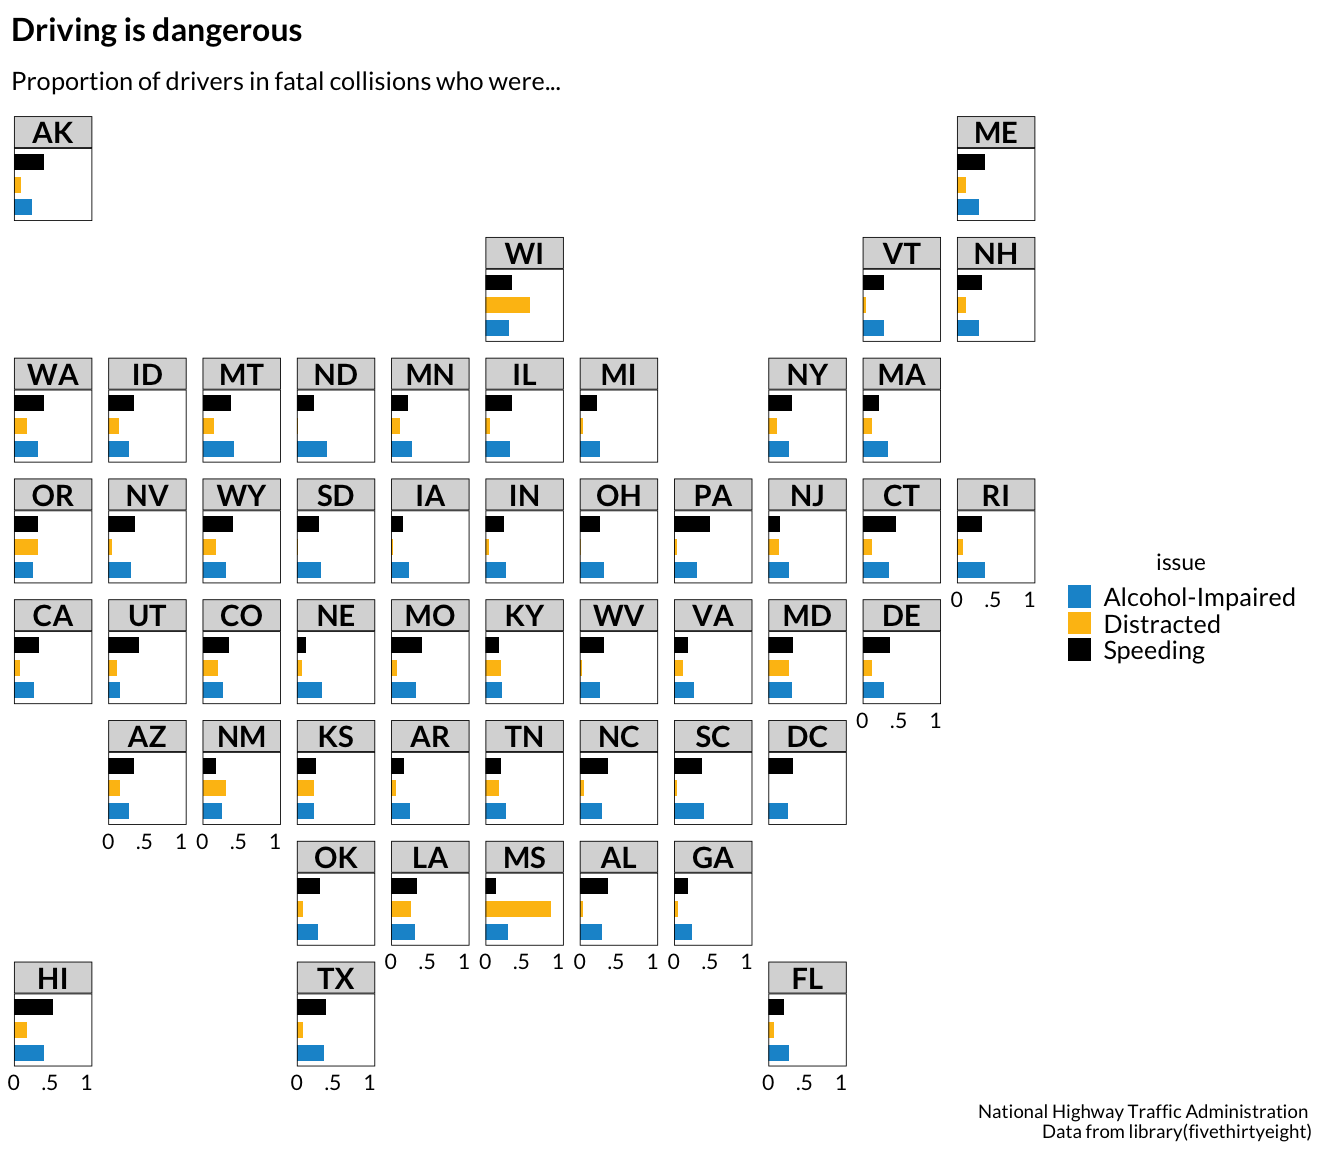 Driving is dangerous
Proportion of drivers in fatal collisions who were...
AK ME
WI VT NH
WA ID MT ND MN IL MI NY MA
OR NV WY SD IA IN OH PA NJ CT RI
0 .5 1
issue
Alcohol-Impaired
Distracted
Speeding
CA UT CO NE MO KY WV VA MD DE
0 .5 1
AZ NM KS AR TN NC SC DC
0 .5 1 0 .5 1
OK LA MS AL GA
0 .5 1 0 .5 1 0 .5 1 0 .5 1
HI TX FL
0 .5 1 0 .5 1 0 .5 1
National Highway Traffic Administration
Data from library(fivethirtyeight)